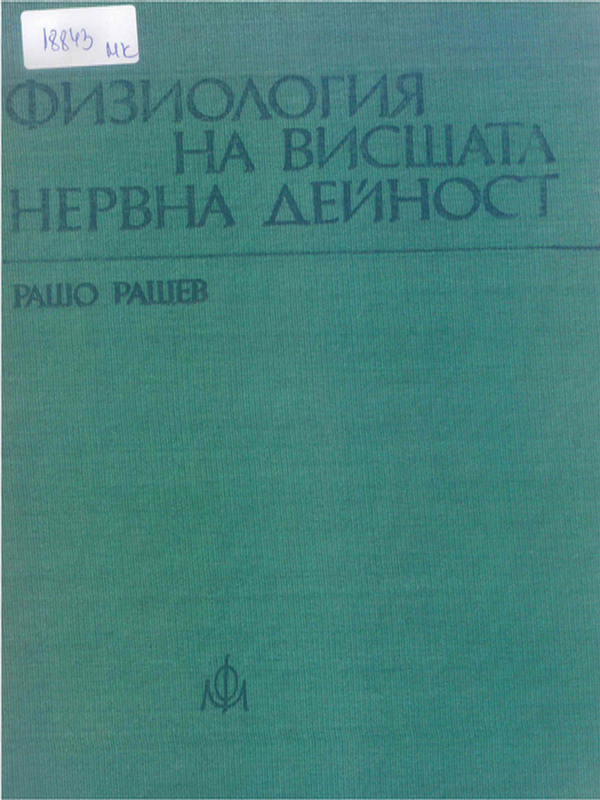 18843 МК
ФИЗИОЛОГИЯ
НА ВИСШАТА
НЕРВНА ДЕЙНОСТ
РАШО РАШЕВ